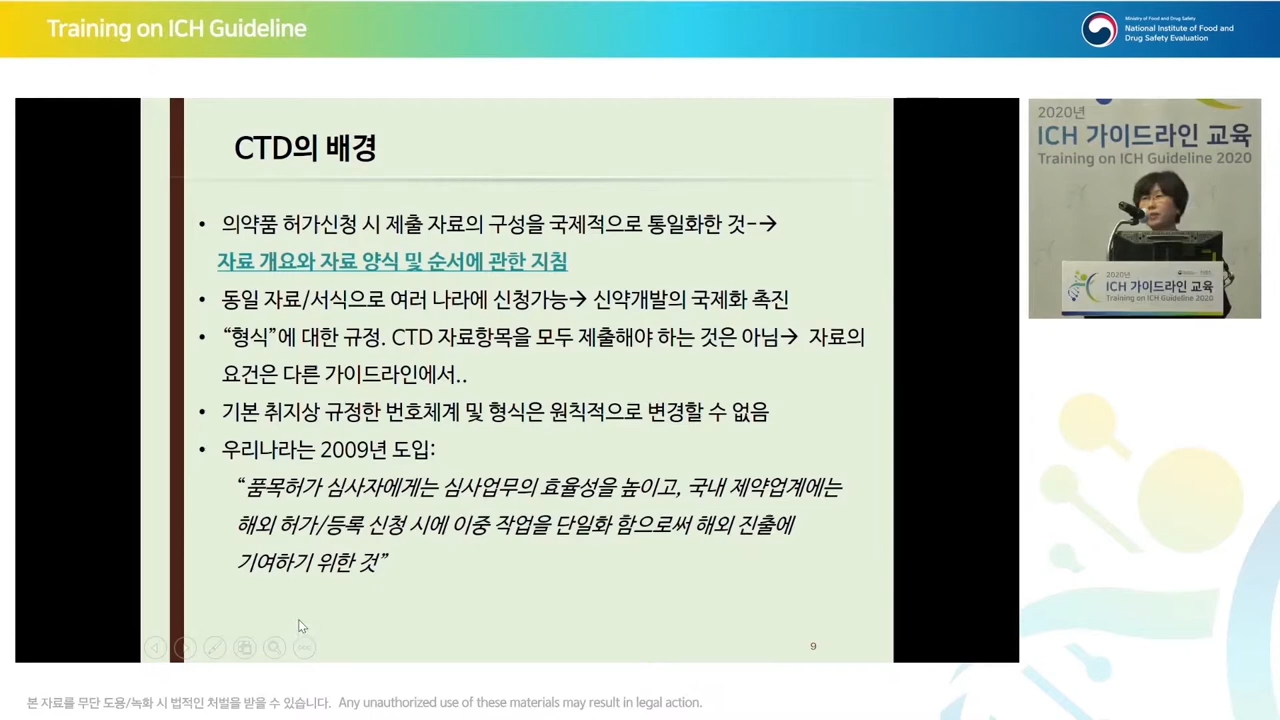 Training on ICH Guideline
Ministry of Food and Drug Safety
National Institute of Food and
Drug Safety Evaluation
CTD의 배경
• 의약품 허가신청 시 제출 자료의 구성을 국제적으로 통일화한 것-→
자료 개요와 자료 양식 및 순서에 관한 지침
• 동일 자료/서식으로 여러 나라에 신청가능→ 신약개발의 국제화 촉진
• “형식”에 대한 규정. CTD 자료항목을 모두 제출해야 하는 것은 아님→ 자료의
요건은 다른 가이드라인에서..
• 기본 취지상 규정한 번호체계 및 형식은 원칙적으로 변경할 수 없음
• 우리나라는 2009년 도입:
“품목허가 심사자에게는 심사업무의 효율성을 높이고, 국내 제약업계에는
해외 허가/등록 신청 시에 이중 작업을 단일화 함으로써 해외 진출에
기여하기 위한 것”
9
2020년
ICH 가이드라인 교육
Training on ICH Guideline 2020
2020년
ICH 가이드라인 교육
Training on ICH Guideline 2020
본 자료를 무단 도용/녹화 시 법적인 처벌을 받을 수 있습니다. Any unauthorized use of these materials may result in legal action.